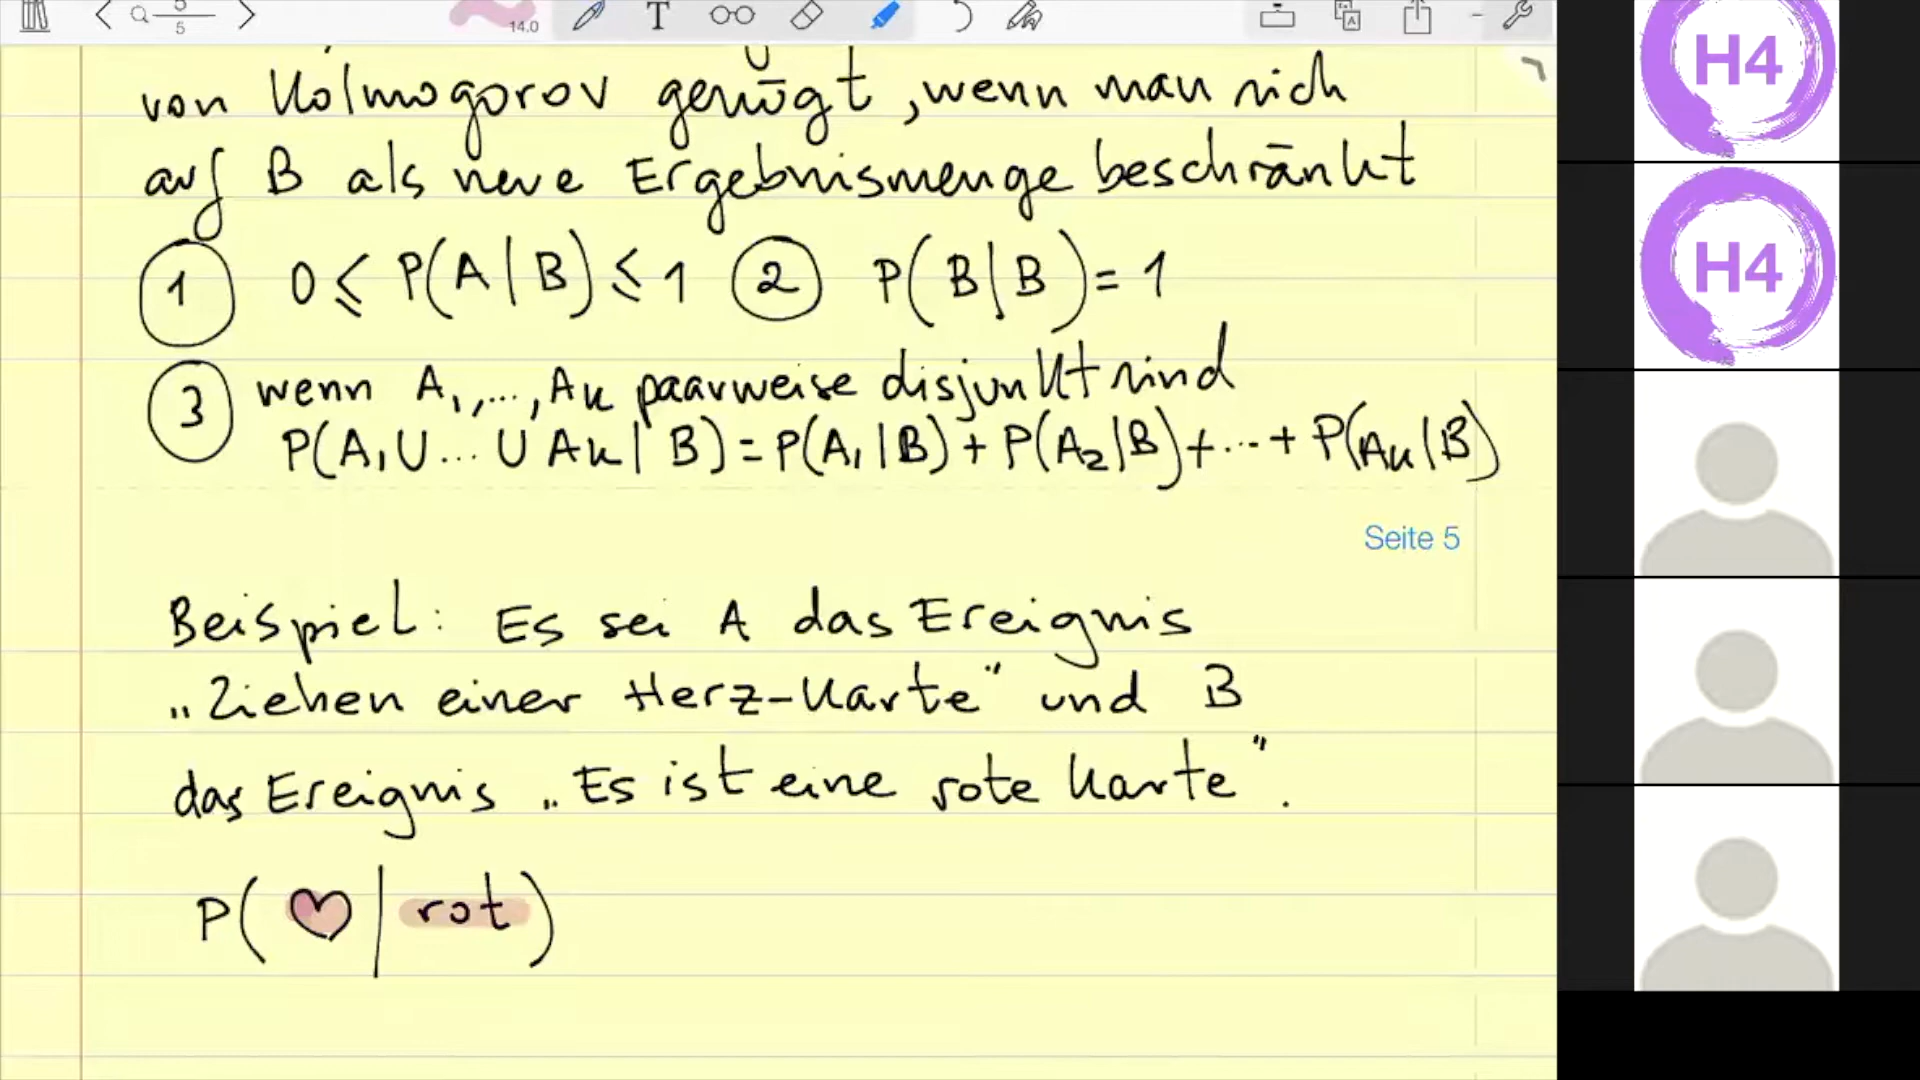 5
5
14.0
T
von Kolmogorov genügt, wenn man sich
auf B als neue Ergebnismenge beschränkt
1 0 ≤ P(A|B) ≤ 1 2 P(B|B) = 1
3 wenn A₁,...,Aₖ paarweise disjunkt sind
P(A₁∪...∪Aₖ|B) = P(A₁|B) + P(A₂|B) + ... + P(Aₖ|B)
Seite 5
Beispiel: Es sei A das Ereignis
„Ziehen einer Herz-Karte" und B
das Ereignis „Es ist eine rote Karte".
P(♡|rot)
H4
H4